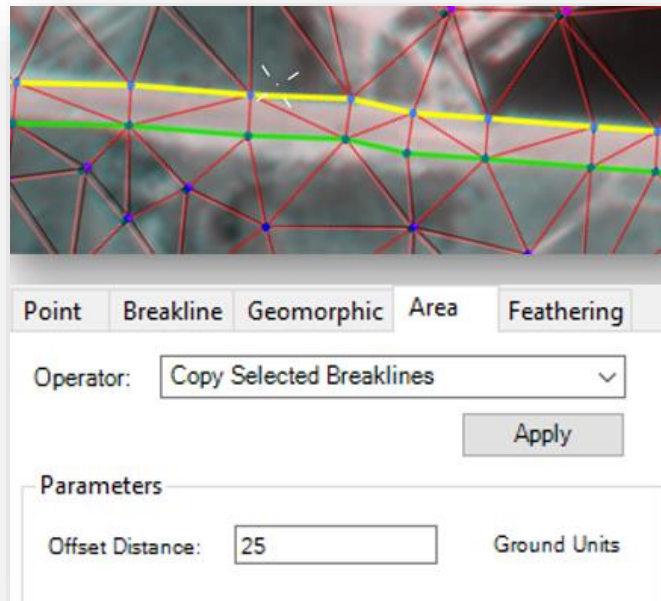 Point Breakline Geomorphic Area Feathering
Operator: Copy Selected Breaklines
Apply
Parameters
Offset Distance: 25 Ground Units